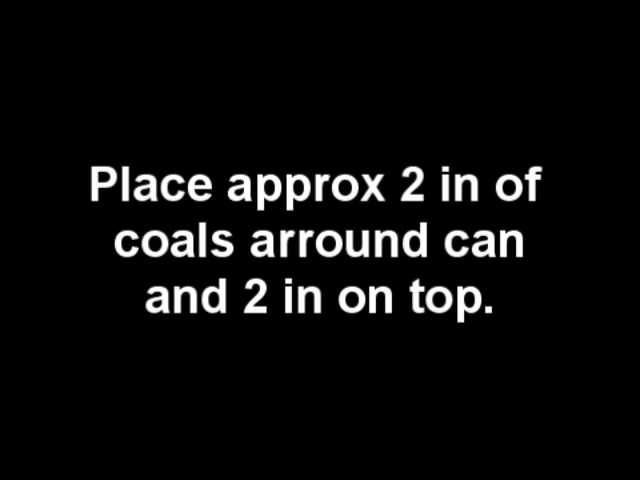 Place approx 2 in of
coals arround can
and 2 in on top.